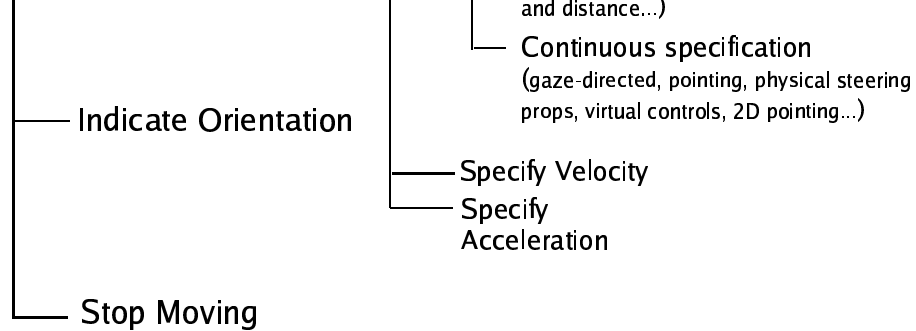 and distance...)
Continuous specification
(gaze-directed, pointing, physical steering
props, virtual controls, 2D pointing...)
Indicate Orientation
Specify Velocity
Specify
Acceleration
Stop Moving